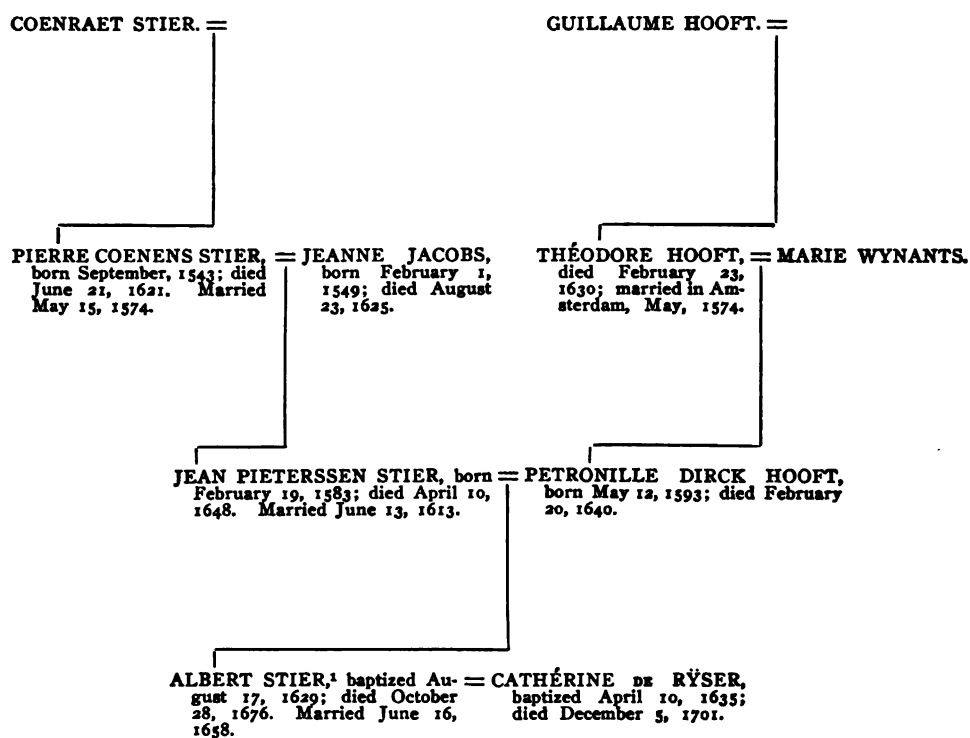 COENRAET STIER. =
GUILLAUME HOOFT. =
PIERRE COENENS STIER,
born September, 1543; died
June 21, 1621. Married
May 15, 1574.
= JEANNE JACOBS,
born February 1,
1549; died August
23, 1625.
THÉODORE HOOFT,
died February 23,
1630; married in Am-
sterdam, May, 1574.
= MARIE WYNANTS.
JEAN PIETERSSEN STIER, born
February 19, 1583; died April 10,
1648. Married June 13, 1613.
= PETRONILLE DIRCK HOOFT,
born May 12, 1593; died February
20, 1640.
ALBERT STIER,¹ baptized Au-
gust 17, 1629; died October
28, 1676. Married June 16,
1658.
= CATHÉRINE DE RŸSER,
baptized April 10, 1635;
died December 5, 1701.